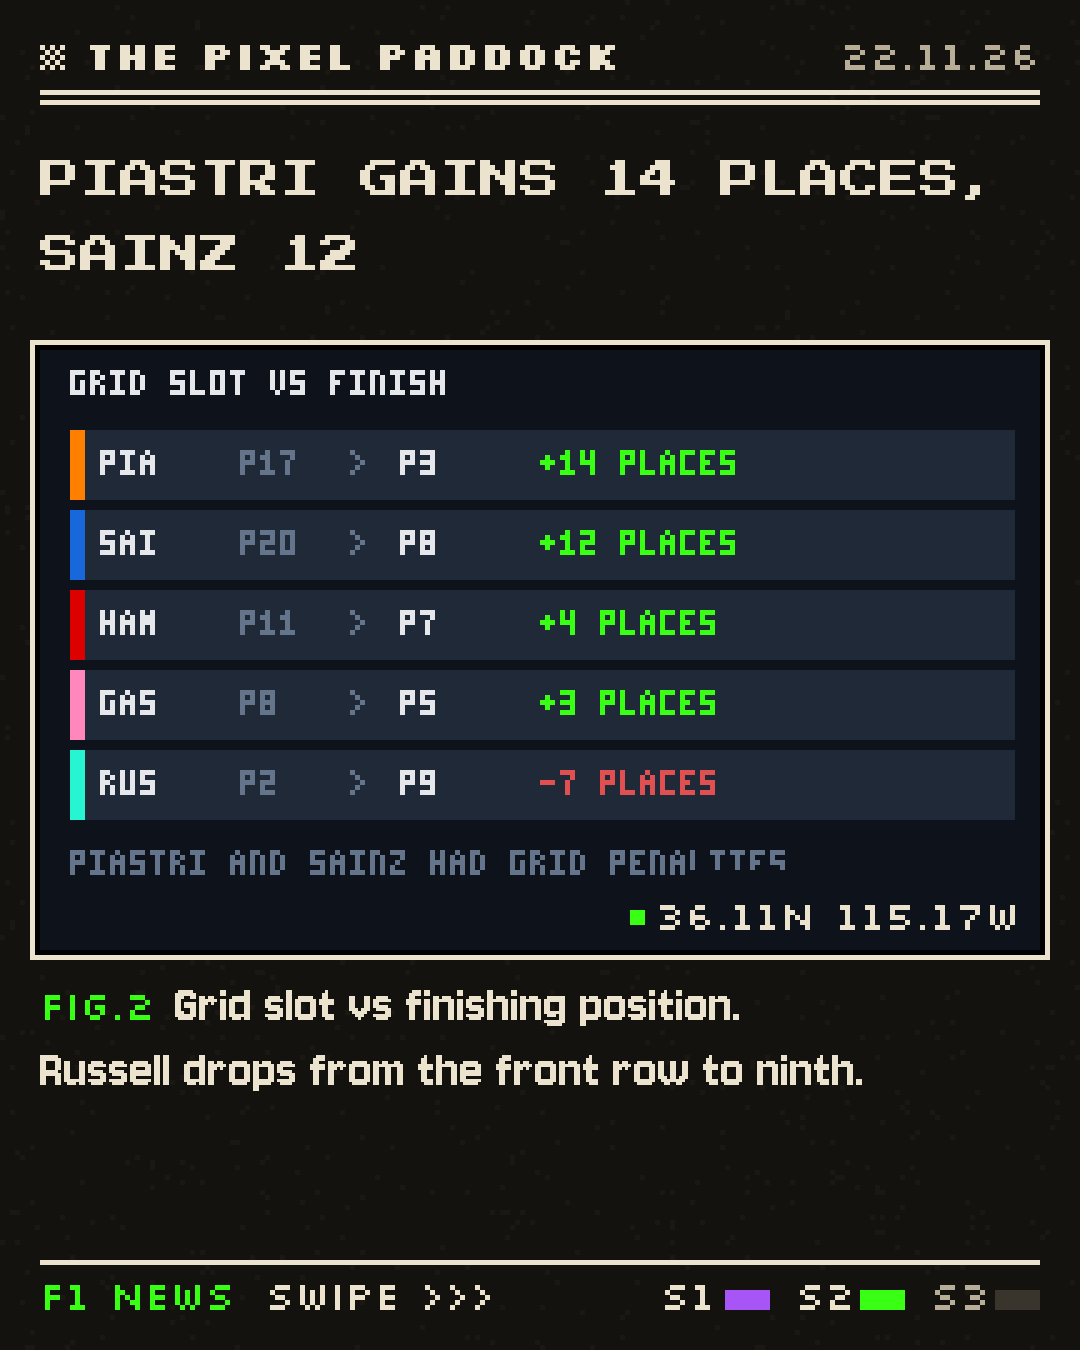 THE PIXEL PADDOCK 22.11.26
PIASTRI GAINS 14 PLACES,
SAINZ 12
GRID SLOT VS FINISH
PIA P17 > P3 +14 PLACES
SAI P20 > P8 +12 PLACES
HAM P11 > P7 +4 PLACES
GAS P8 > P5 +3 PLACES
RUS P2 > P9 -7 PLACES
PIASTRI AND SAINZ HAD GRID
36.11N 115.17W
FIG.2 Grid slot vs finishing position.
Russell drops from the front row to ninth.
F1 NEWS SWIPE >>> S1 S2 S3